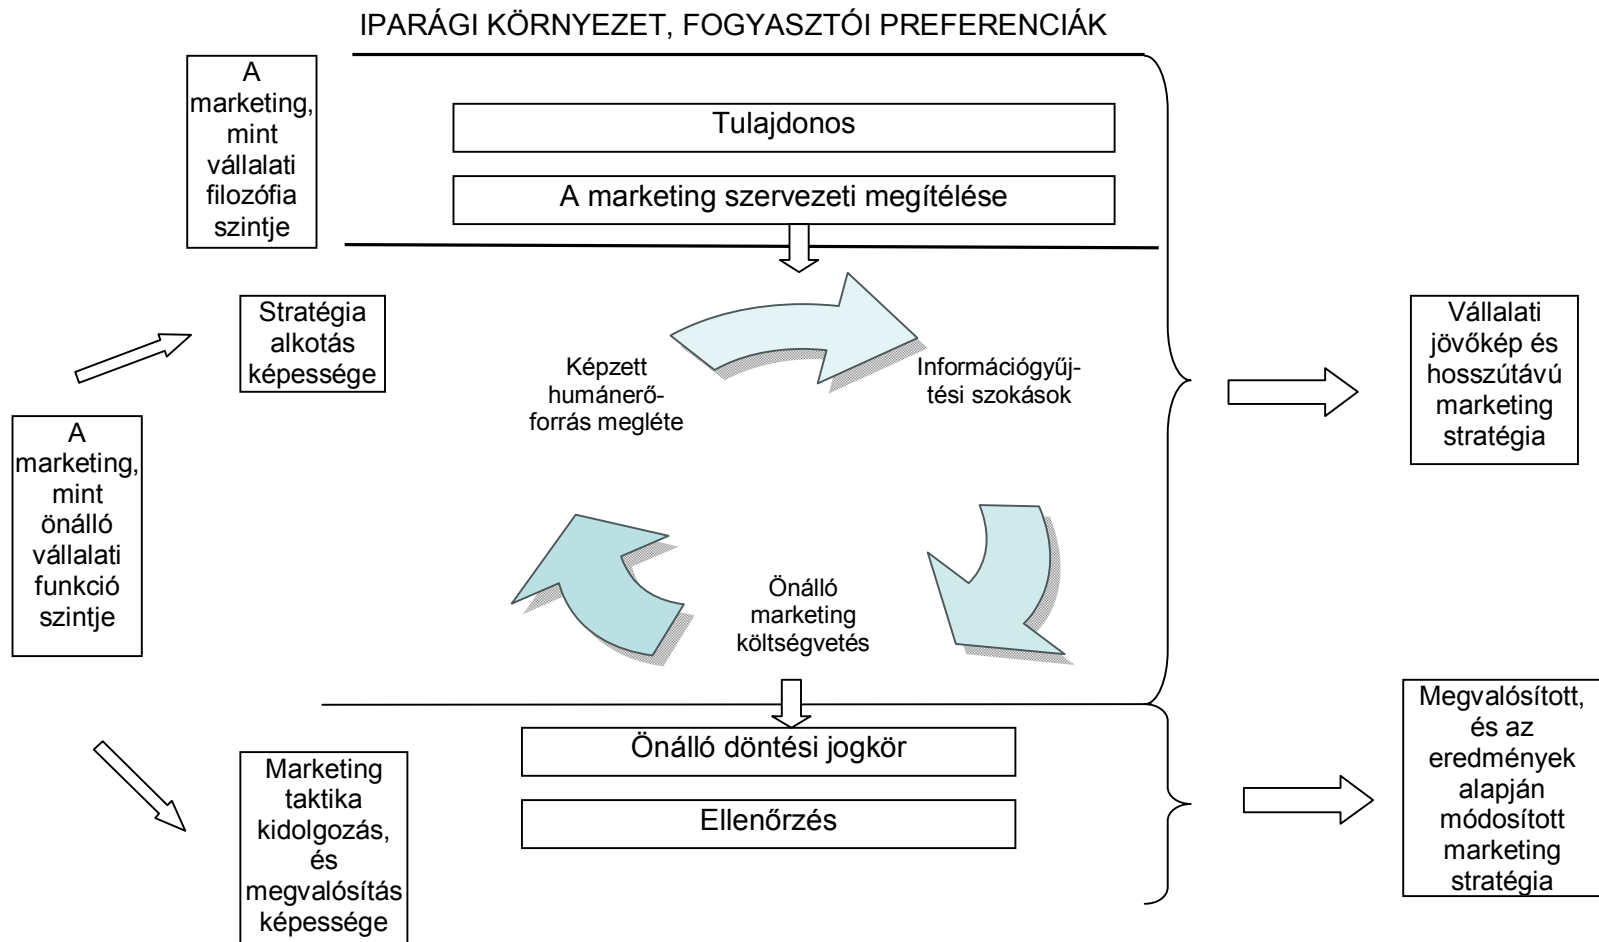 IPARÁGI KÖRNYEZET, FOGYASZTÓI PREFERENCIÁK
A
marketing,
mint
vállalati
filozófia
szintje
Tulajdonos
A marketing szervezeti megítélése
Stratégia
alkotás
képessége
Képzett
humánerő-
forrás megléte
Információgyűj-
tési szokások
Vállalati
jövőkép és
hosszútávú
marketing
stratégia
A
marketing,
mint
önálló
vállalati
funkció
szintje
Önálló
marketing
költségvetés
Önálló döntési jogkör
Ellenőrzés
Marketing
taktika
kidolgozás,
és
megvalósítás
képessége
Megvalósított,
és az
eredmények
alapján
módosított
marketing
stratégia